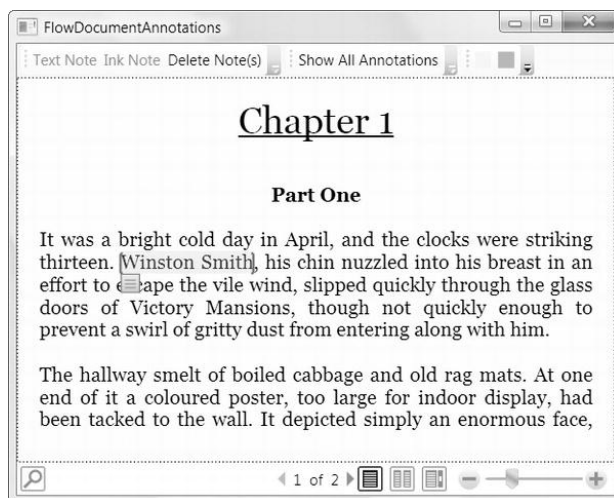 FlowDocumentAnnotations
Text Note Ink Note Delete Note(s) Show All Annotations
Chapter 1
Part One
It was a bright cold day in April, and the clocks were striking
thirteen. Winston Smith, his chin nuzzled into his breast in an
effort to e cape the vile wind, slipped quickly through the glass
doors of Victory Mansions, though not quickly enough to
prevent a swirl of gritty dust from entering along with him.
The hallway smelt of boiled cabbage and old rag mats. At one
end of it a coloured poster, too large for indoor display, had
been tacked to the wall. It depicted simply an enormous face,
1 of 2